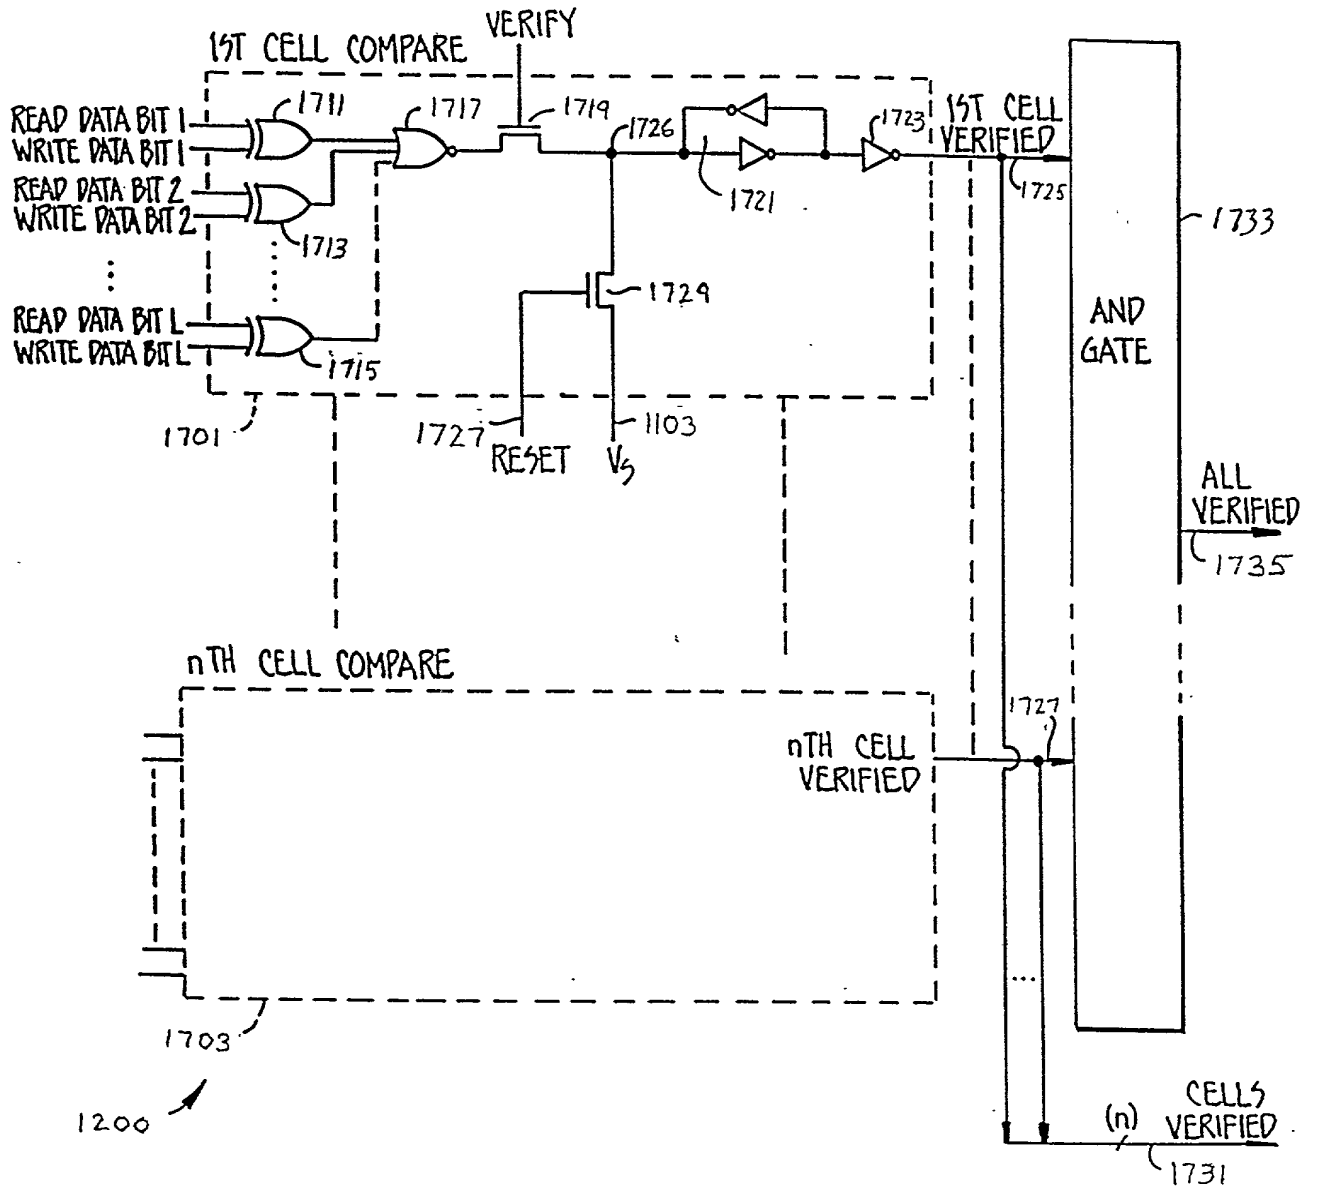 VERIFY
1ST CELL COMPARE
1711
1717
1719
1726
1723
1ST CELL
VERIFIED
READ DATA BIT 1
WRITE DATA BIT 1
READ DATA BIT 2
WRITE DATA BIT 2
1713
1721
1725
1733
1729
READ DATA BIT L
WRITE DATA BIT L
1715
AND
GATE
1701
1727
1103
RESET
VS
ALL
VERIFIED
1735
nTH CELL COMPARE
1727
nTH CELL
VERIFIED
1703
1200
(n)
CELLS
VERIFIED
1731